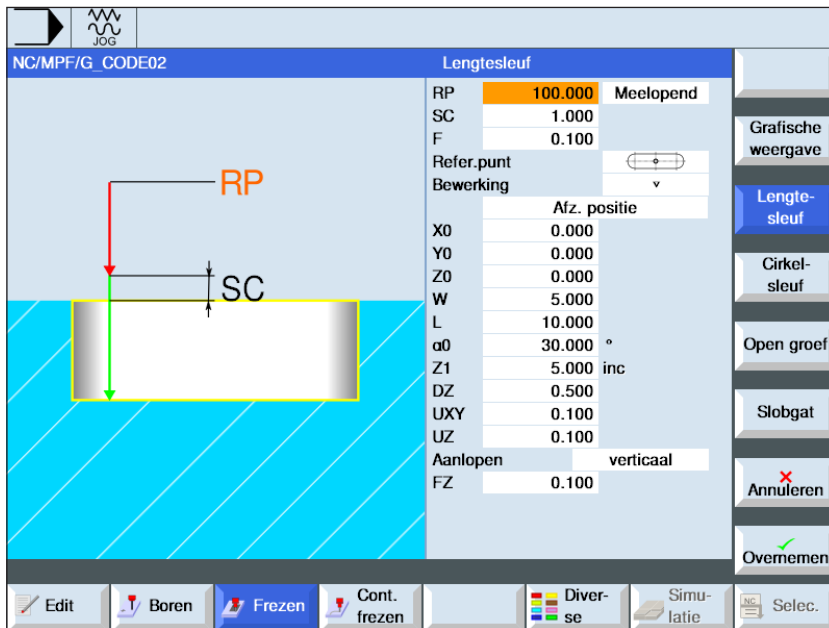 JOG
NC/MPF/G_CODE02
Lengtesleuf
RP 100.000 Meelopend
SC 1.000
F 0.100
Refer.punt
Bewerking ▿
Afz. positie
X0 0.000
Y0 0.000
Z0 0.000
W 5.000
L 10.000
α0 30.000 °
Z1 5.000 inc
DZ 0.500
UXY 0.100
UZ 0.100
Aanlopen verticaal
FZ 0.100
RP
SC
Grafische
weergave
Lengte-
sleuf
Cirkel-
sleuf
Open groef
Slobgat
Annuleren
Overnemen
Edit
Boren
Frezen
Cont.
frezen
Diver-
se
Simu-
latie
NC
Selec.